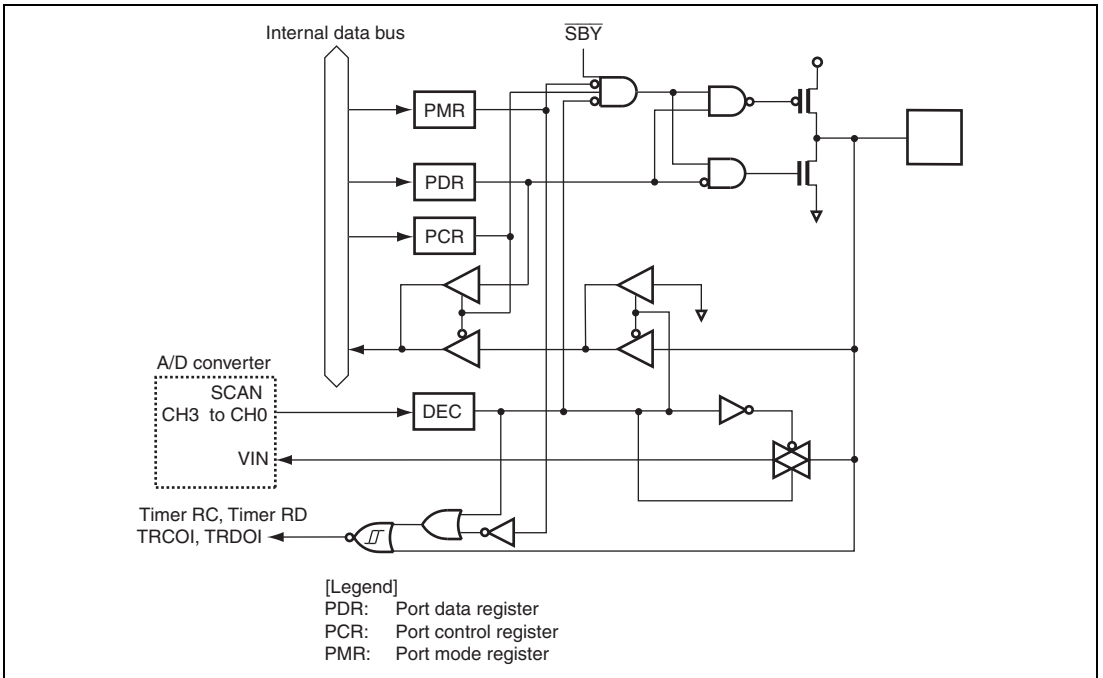 Internal data bus
SBY
PMR
PDR
PCR
A/D converter
SCAN
CH3 to CH0
DEC
VIN
Timer RC, Timer RD
TRCOI, TRDOI
[Legend]
PDR: Port data register
PCR: Port control register
PMR: Port mode register